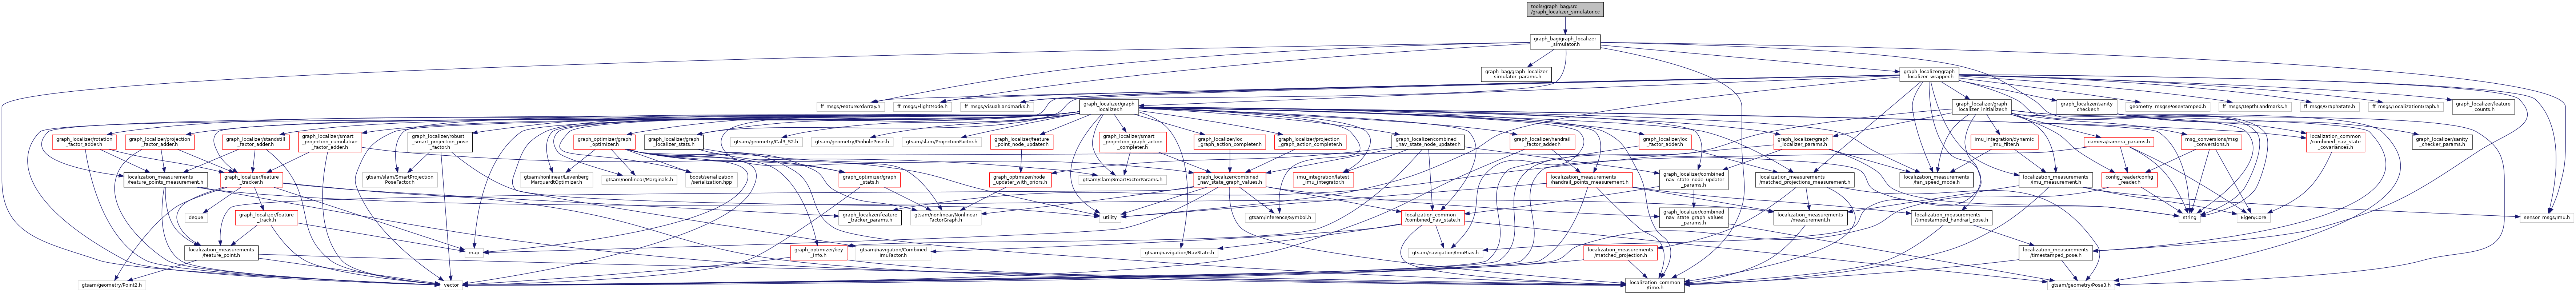 tools/graph_bag/src
/graph_localizer_simulator.cc
graph_bag/graph_localizer
_simulator.h
graph_bag/graph_localizer
_simulator_params.h
graph_localizer/graph
_localizer_wrapper.h
ff_msgs/Feature2dArray.h
ff_msgs/FlightMode.h
ff_msgs/VisualLandmarks.h
graph_localizer/graph
_localizer.h
graph_localizer/graph
_localizer_initializer.h
graph_localizer/sanity
_checker.h
geometry_msgs/PoseStamped.h
ff_msgs/DepthLandmarks.h
ff_msgs/GraphState.h
ff_msgs/LocalizationGraph.h
graph_localizer/feature
_counts.h
graph_localizer/rotation
_factor_adder.h
graph_localizer/projection
_factor_adder.h
graph_localizer/standstill
_factor_adder.h
graph_localizer/smart
_projection_cumulative
_factor_adder.h
graph_localizer/robust
_smart_projection_pose
_factor.h
graph_optimizer/graph
_optimizer.h
graph_localizer/graph
_localizer_stats.h
gtsam/geometry/Cal3_S2.h
gtsam/geometry/PinholePose.h
gtsam/slam/ProjectionFactor.h
graph_localizer/feature
_point_node_updater.h
graph_localizer/smart
_projection_graph_action
_completer.h
graph_localizer/loc
_graph_action_completer.h
graph_localizer/projection
_graph_action_completer.h
graph_localizer/combined
_nav_state_node_updater.h
graph_localizer/handrail
_factor_adder.h
graph_localizer/loc
_factor_adder.h
graph_localizer/graph
_localizer_params.h
imu_integration/dynamic
_imu_filter.h
camera/camera_params.h
msg_conversions/msg
_conversions.h
localization_common
/combined_nav_state
_covariances.h
graph_localizer/sanity
_checker_params.h
localization_measurements
/feature_points_measurement.h
graph_localizer/feature
_tracker.h
gtsam/slam/SmartProjection
PoseFactor.h
gtsam/nonlinear/Levenberg
MarquardtOptimizer.h
gtsam/nonlinear/Marginals.h
boost/serialization
/serialization.hpp
graph_optimizer/graph
_stats.h
graph_optimizer/node
_updater_with_priors.h
gtsam/slam/SmartFactorParams.h
graph_localizer/combined
_nav_state_graph_values.h
imu_integration/latest
_imu_integrator.h
localization_measurements
/handrail_points_measurement.h
graph_localizer/combined
_nav_state_node_updater
_params.h
localization_measurements
/matched_projections_measurement.h
localization_measurements
/fan_speed_mode.h
localization_measurements
/imu_measurement.h
config_reader/config
_reader.h
deque
graph_localizer/feature
_track.h
graph_localizer/feature
_tracker_params.h
gtsam/nonlinear/Nonlinear
FactorGraph.h
utility
gtsam/inference/Symbol.h
localization_common
/combined_nav_state.h
graph_localizer/combined
_nav_state_graph_values
_params.h
localization_measurements
/measurement.h
localization_measurements
/timestamped_handrail_pose.h
string
Eigen/Core
sensor_msgs/Imu.h
localization_measurements
/feature_point.h
map
graph_optimizer/key
_info.h
gtsam/navigation/Combined
ImuFactor.h
gtsam/navigation/NavState.h
gtsam/navigation/ImuBias.h
localization_measurements
/matched_projection.h
localization_measurements
/timestamped_pose.h
gtsam/geometry/Point2.h
vector
localization_common
/time.h
gtsam/geometry/Pose3.h